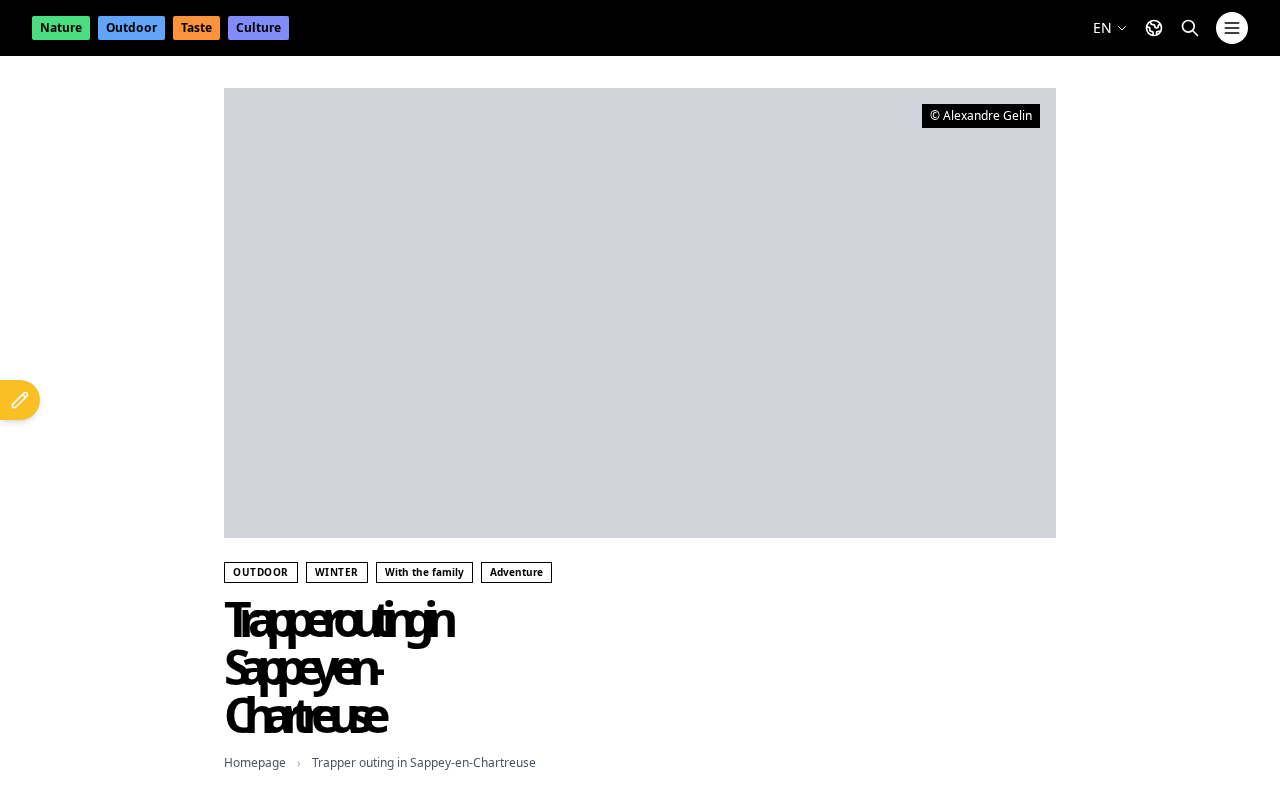 Nature Outdoor Taste Culture EN
© Alexandre Gelin
OUTDOOR WINTER With the family Adventure
Trapper outing in
Sappey-en-
Chartreuse
Homepage › Trapper outing in Sappey-en-Chartreuse